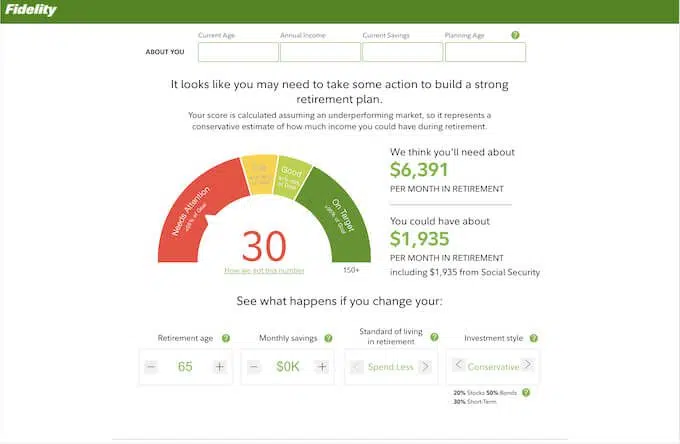 Fidelity
Current Age Annual Income Current Savings Planning Age ?
ABOUT YOU
It looks like you may need to take some action to build a strong
retirement plan.
Your score is calculated assuming an underperforming market, so it represents a
conservative estimate of how much income you could have during retirement.
Needs Attention
of Goal
Good
of Goal
On Target
of Goal
30
How we got this number
150+
We think you'll need about
$6,391
PER MONTH IN RETIREMENT
You could have about
$1,935
PER MONTH IN RETIREMENT
including $1,935 from Social Security
See what happens if you change your:
Retirement age ?
− 65 +
Monthly savings ?
− $0K +
Standard of living
in retirement ?
< Spend Less >
Investment style ?
< Conservative >
20% Stocks 50% Bonds ?
30% Short-Term